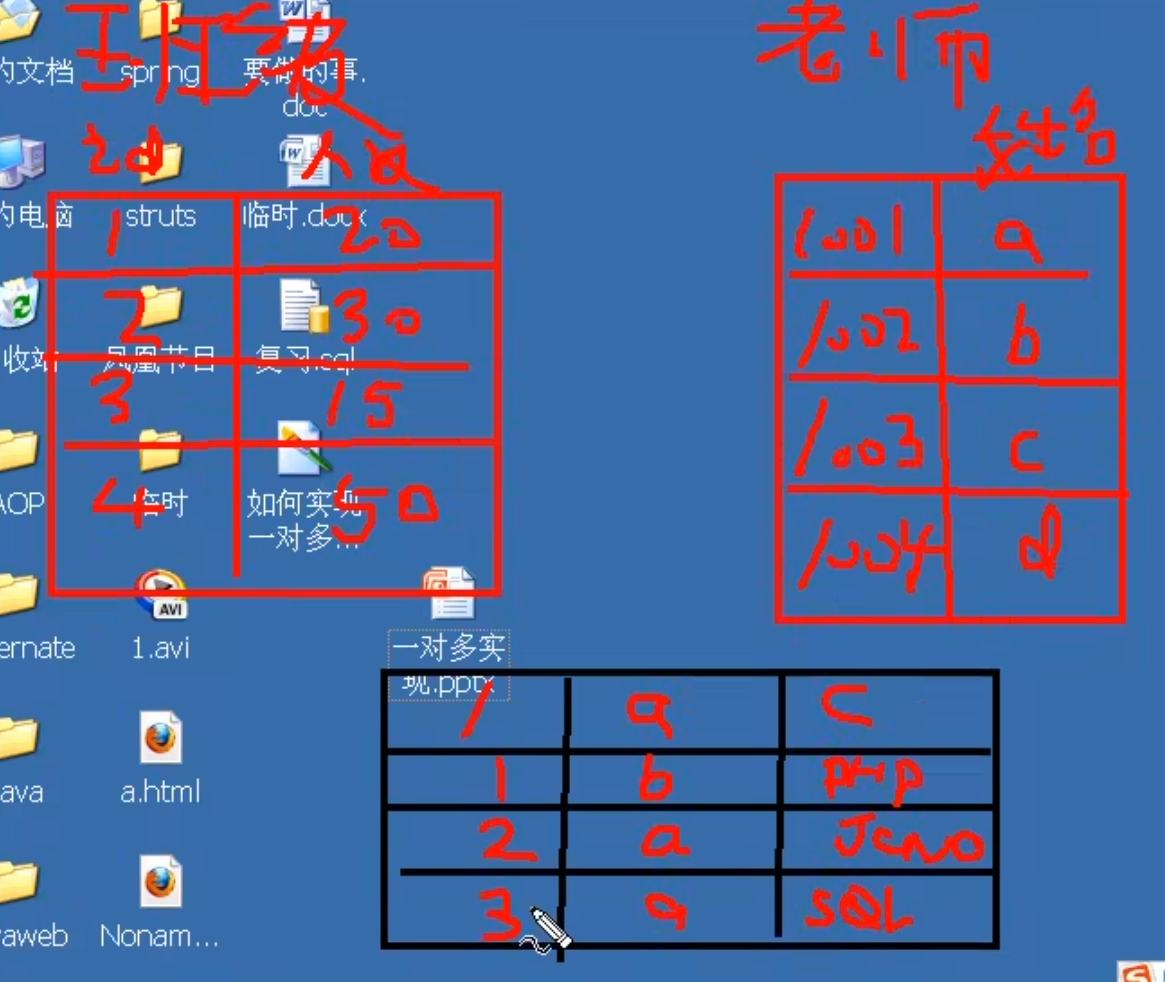 班级
老师
的文档
spring
要做的事.
doc
人数
姓名
的电脑
struts
临时.docx
1
20
1001
a
2
30
1002
b
收站
凤凰节目
复习.sql
3
15
1003
c
AOP
临时
如何实现
一对多...
4
50
1004
d
AVI
ernate
1.avi
一对多实
现.pptx
1
a
C
ava
a.html
1
b
PHP
2
a
3
a
SQL
vaweb
Nonam...